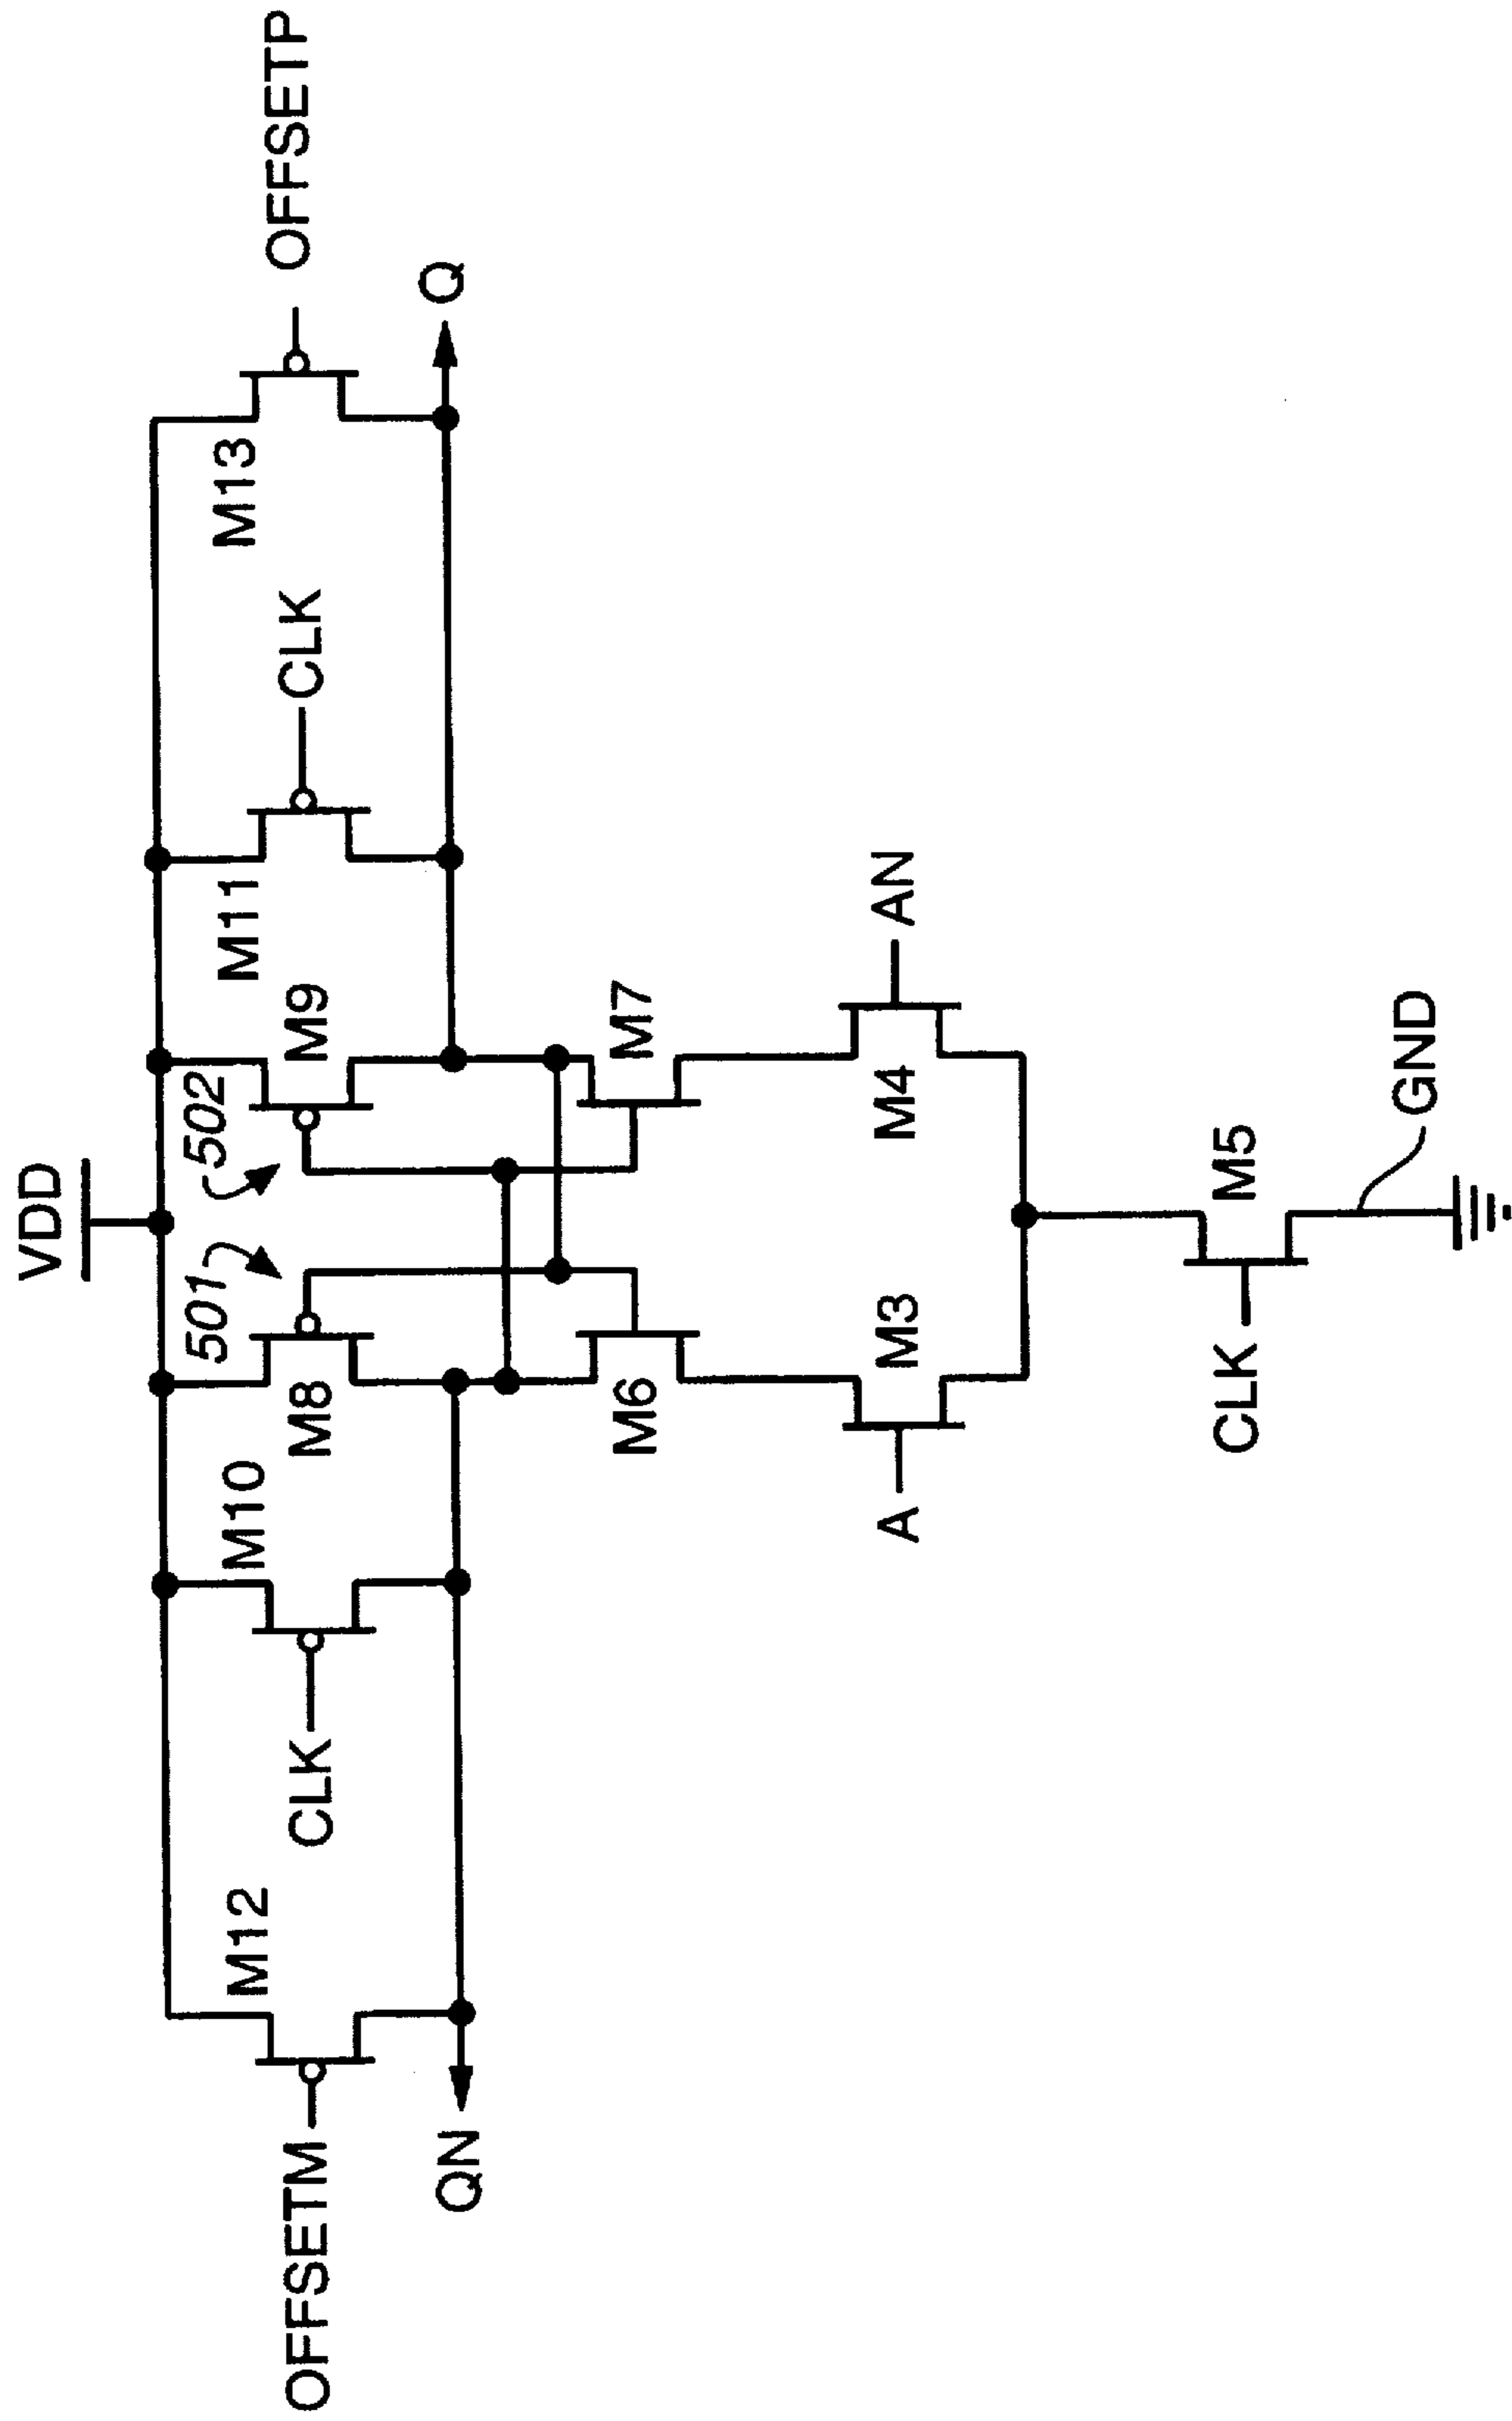 VDD
501
502
OFFSETM
M12
CLK
M10
M8
M9
M11
CLK
M13
OFFSETP
QN
Q
M6
M7
A
M3
M4
AN
CLK
M5
GND